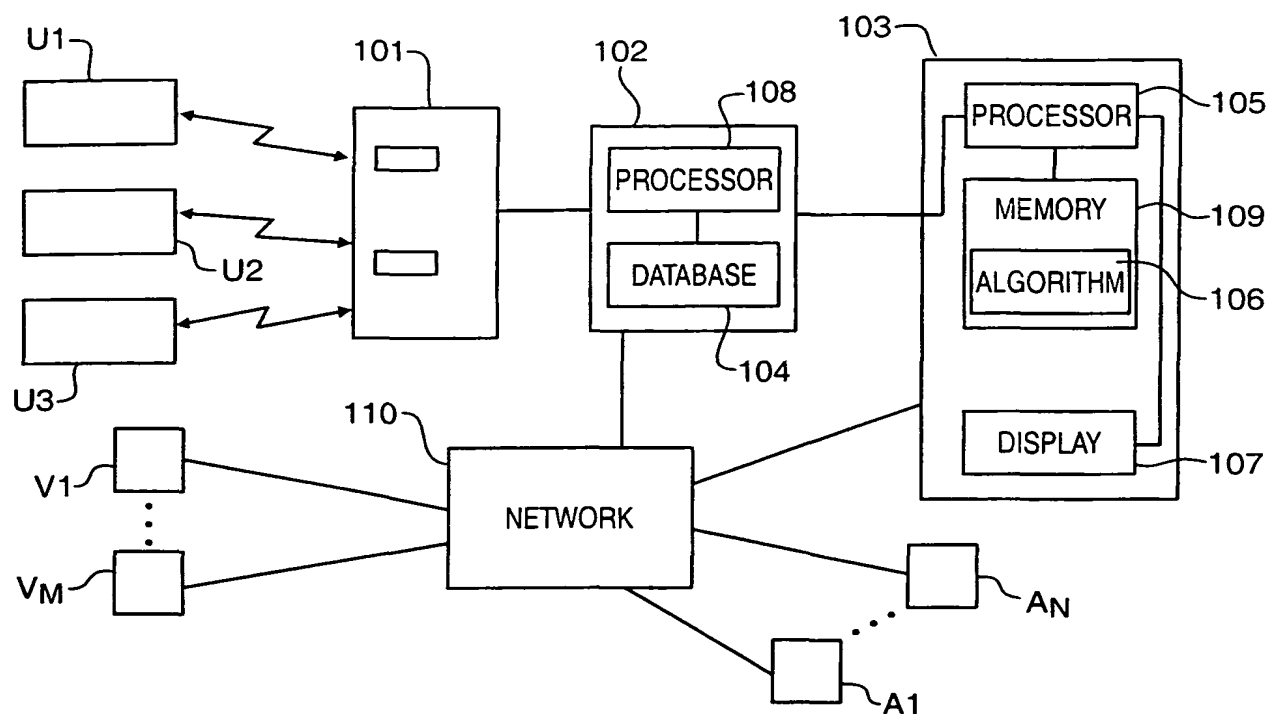 U1
101
102
103
108
PROCESSOR
105
PROCESSOR
MEMORY
109
U2
DATABASE
ALGORITHM
106
104
U3
110
DISPLAY
107
V1
NETWORK
VM
AN
A1